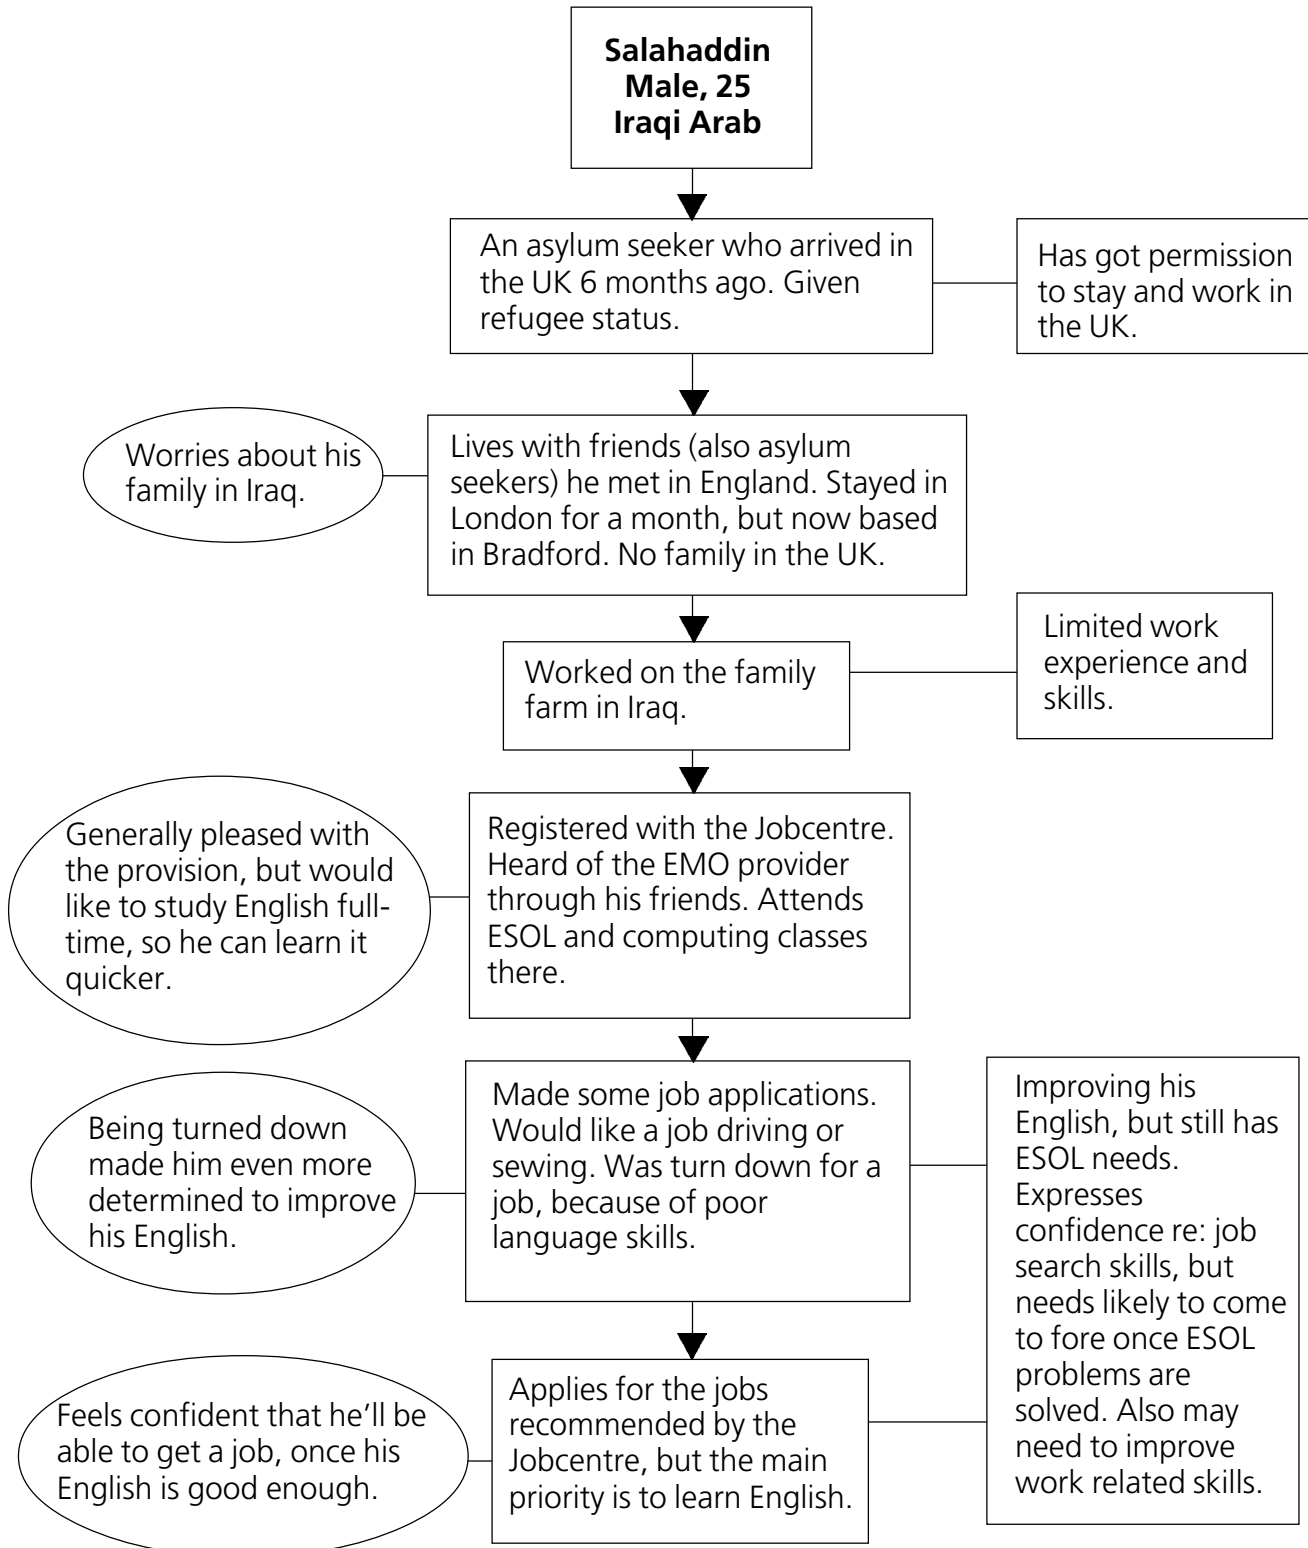 Salahaddin
Male, 25
Iraqi Arab
An asylum seeker who arrived in
the UK 6 months ago. Given
refugee status.
Has got permission
to stay and work in
the UK.
Worries about his
family in Iraq.
Lives with friends (also asylum
seekers) he met in England. Stayed in
London for a month, but now based
in Bradford. No family in the UK.
Worked on the family
farm in Iraq.
Limited work
experience and
skills.
Generally pleased with
the provision, but would
like to study English full-
time, so he can learn it
quicker.
Registered with the Jobcentre.
Heard of the EMO provider
through his friends. Attends
ESOL and computing classes
there.
Being turned down
made him even more
determined to improve
his English.
Made some job applications.
Would like a job driving or
sewing. Was turn down for a
job, because of poor
language skills.
Improving his
English, but still has
ESOL needs.
Expresses
confidence re: job
search skills, but
needs likely to come
to fore once ESOL
problems are
solved. Also may
need to improve
work related skills.
Feels confident that he’ll be
able to get a job, once his
English is good enough.
Applies for the jobs
recommended by the
Jobcentre, but the main
priority is to learn English.